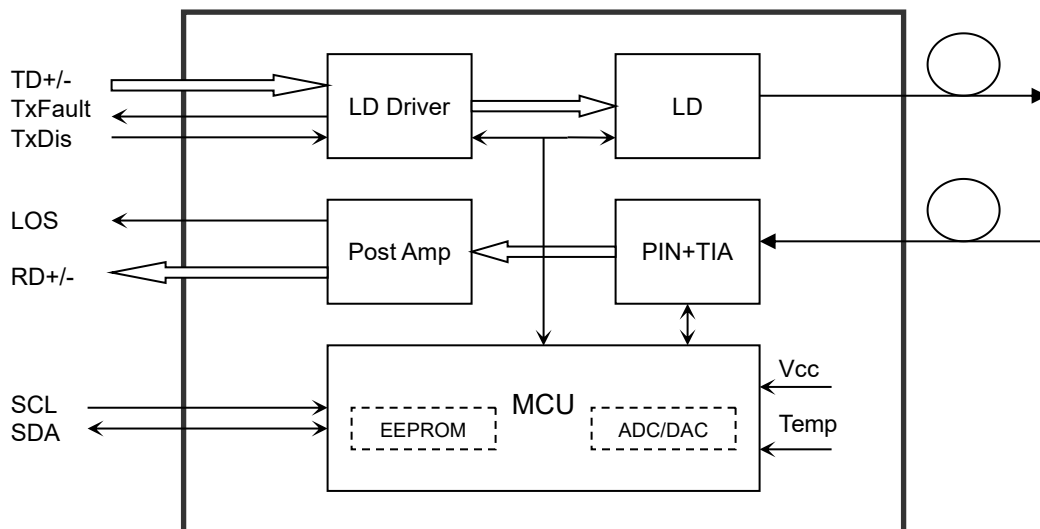 TD+/-
TxFault
TxDis
LD Driver
LD
LOS
RD+/-
Post Amp
PIN+TIA
SCL
SDA
MCU
EEPROM
ADC/DAC
Vcc
Temp